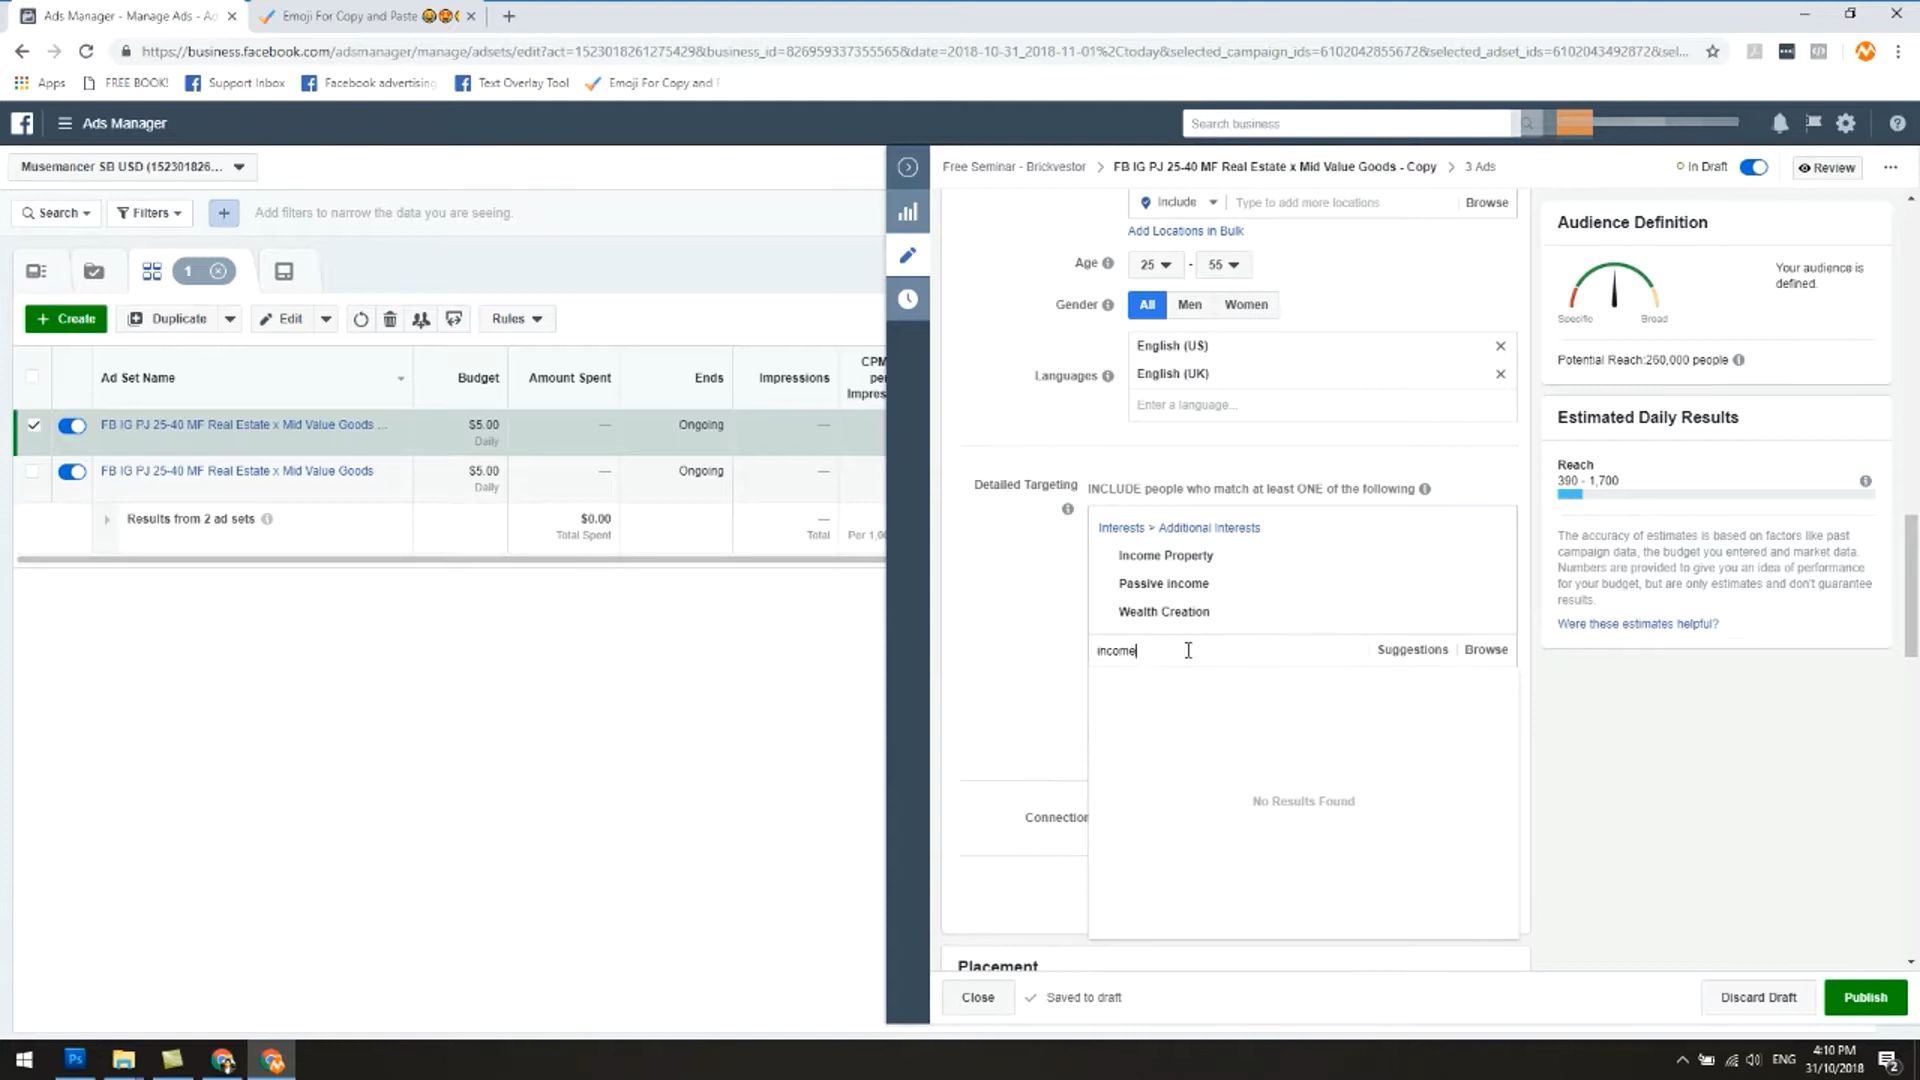 Ads Manager - Manage Ads - Ad
Emoji For Copy and Paste
https://business.facebook.com/adsmanager/manage/adsets/edit?act=152301826127542​98&business_id=826959337355565&date=2018-10-31_2018-11-01%2Ctoday&selected_campaign_ids=6102042855672&selected_adset_ids=6102043492872&sel...
Apps
FREE BOOK!
Support Inbox
Facebook advertising
Text Overlay Tool
Emoji For Copy and F
Ads Manager
Search business
Musemancer SB USD (152301826...
Free Seminar - Brickvestor > FB IG PJ 25-40 MF Real Estate x Mid Value Goods - Copy > 3 Ads
In Draft
Review
Search
Filters
+
Add filters to narrow the data you are seeing.
1
+ Create
Duplicate
Edit
Rules
Ad Set Name
Budget
Amount Spent
Ends
Impressions
CPM
per
Impres
FB IG PJ 25-40 MF Real Estate x Mid Value Goods ...
$5.00
Daily
—
Ongoing
—
FB IG PJ 25-40 MF Real Estate x Mid Value Goods
$5.00
Daily
—
Ongoing
—
Results from 2 ad sets
$0.00
Total Spent
—
Total
Per 1,0
Include
Type to add more locations
Browse
Add Locations in Bulk
Age
25 - 55
Gender
All
Men
Women
Languages
English (US)
English (UK)
Enter a language...
Detailed Targeting
INCLUDE people who match at least ONE of the following
Interests > Additional Interests
Income Property
Passive income
Wealth Creation
income
Suggestions
Browse
No Results Found
Connection
Placement
Audience Definition
Your audience is
defined.
Specific
Broad
Potential Reach:260,000 people
Estimated Daily Results
Reach
390 - 1,700
The accuracy of estimates is based on factors like past
campaign data, the budget you entered and market data.
Numbers are provided to give you an idea of performance
for your budget, but are only estimates and don't guarantee
results.
Were these estimates helpful?
Close
Saved to draft
Discard Draft
Publish
Ps
ENG
4:10 PM
31/10/2018
2